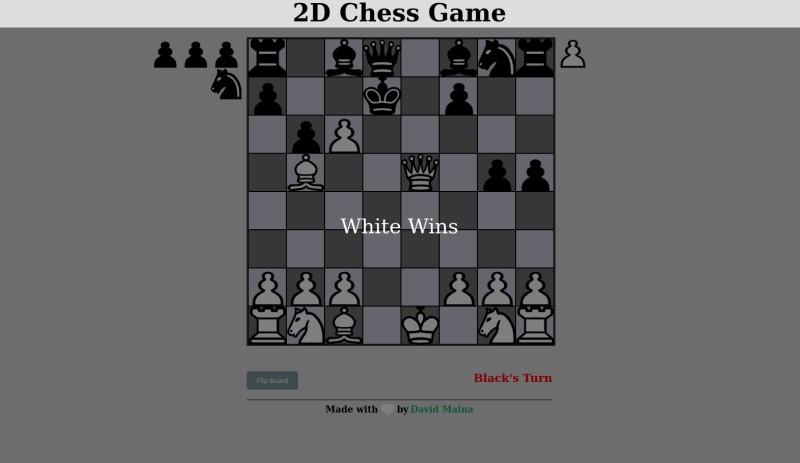 2D Chess Game
White Wins
Flip Board
Black's Turn
Made with by David Maina